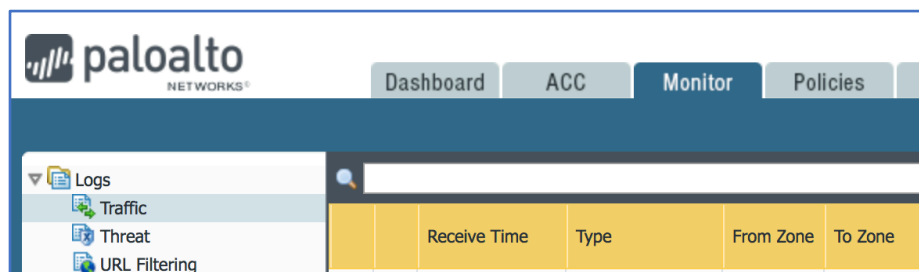 paloalto
NETWORKS®
Dashboard ACC Monitor Policies
Logs
Traffic
Threat
URL Filtering
Receive Time Type From Zone To Zone